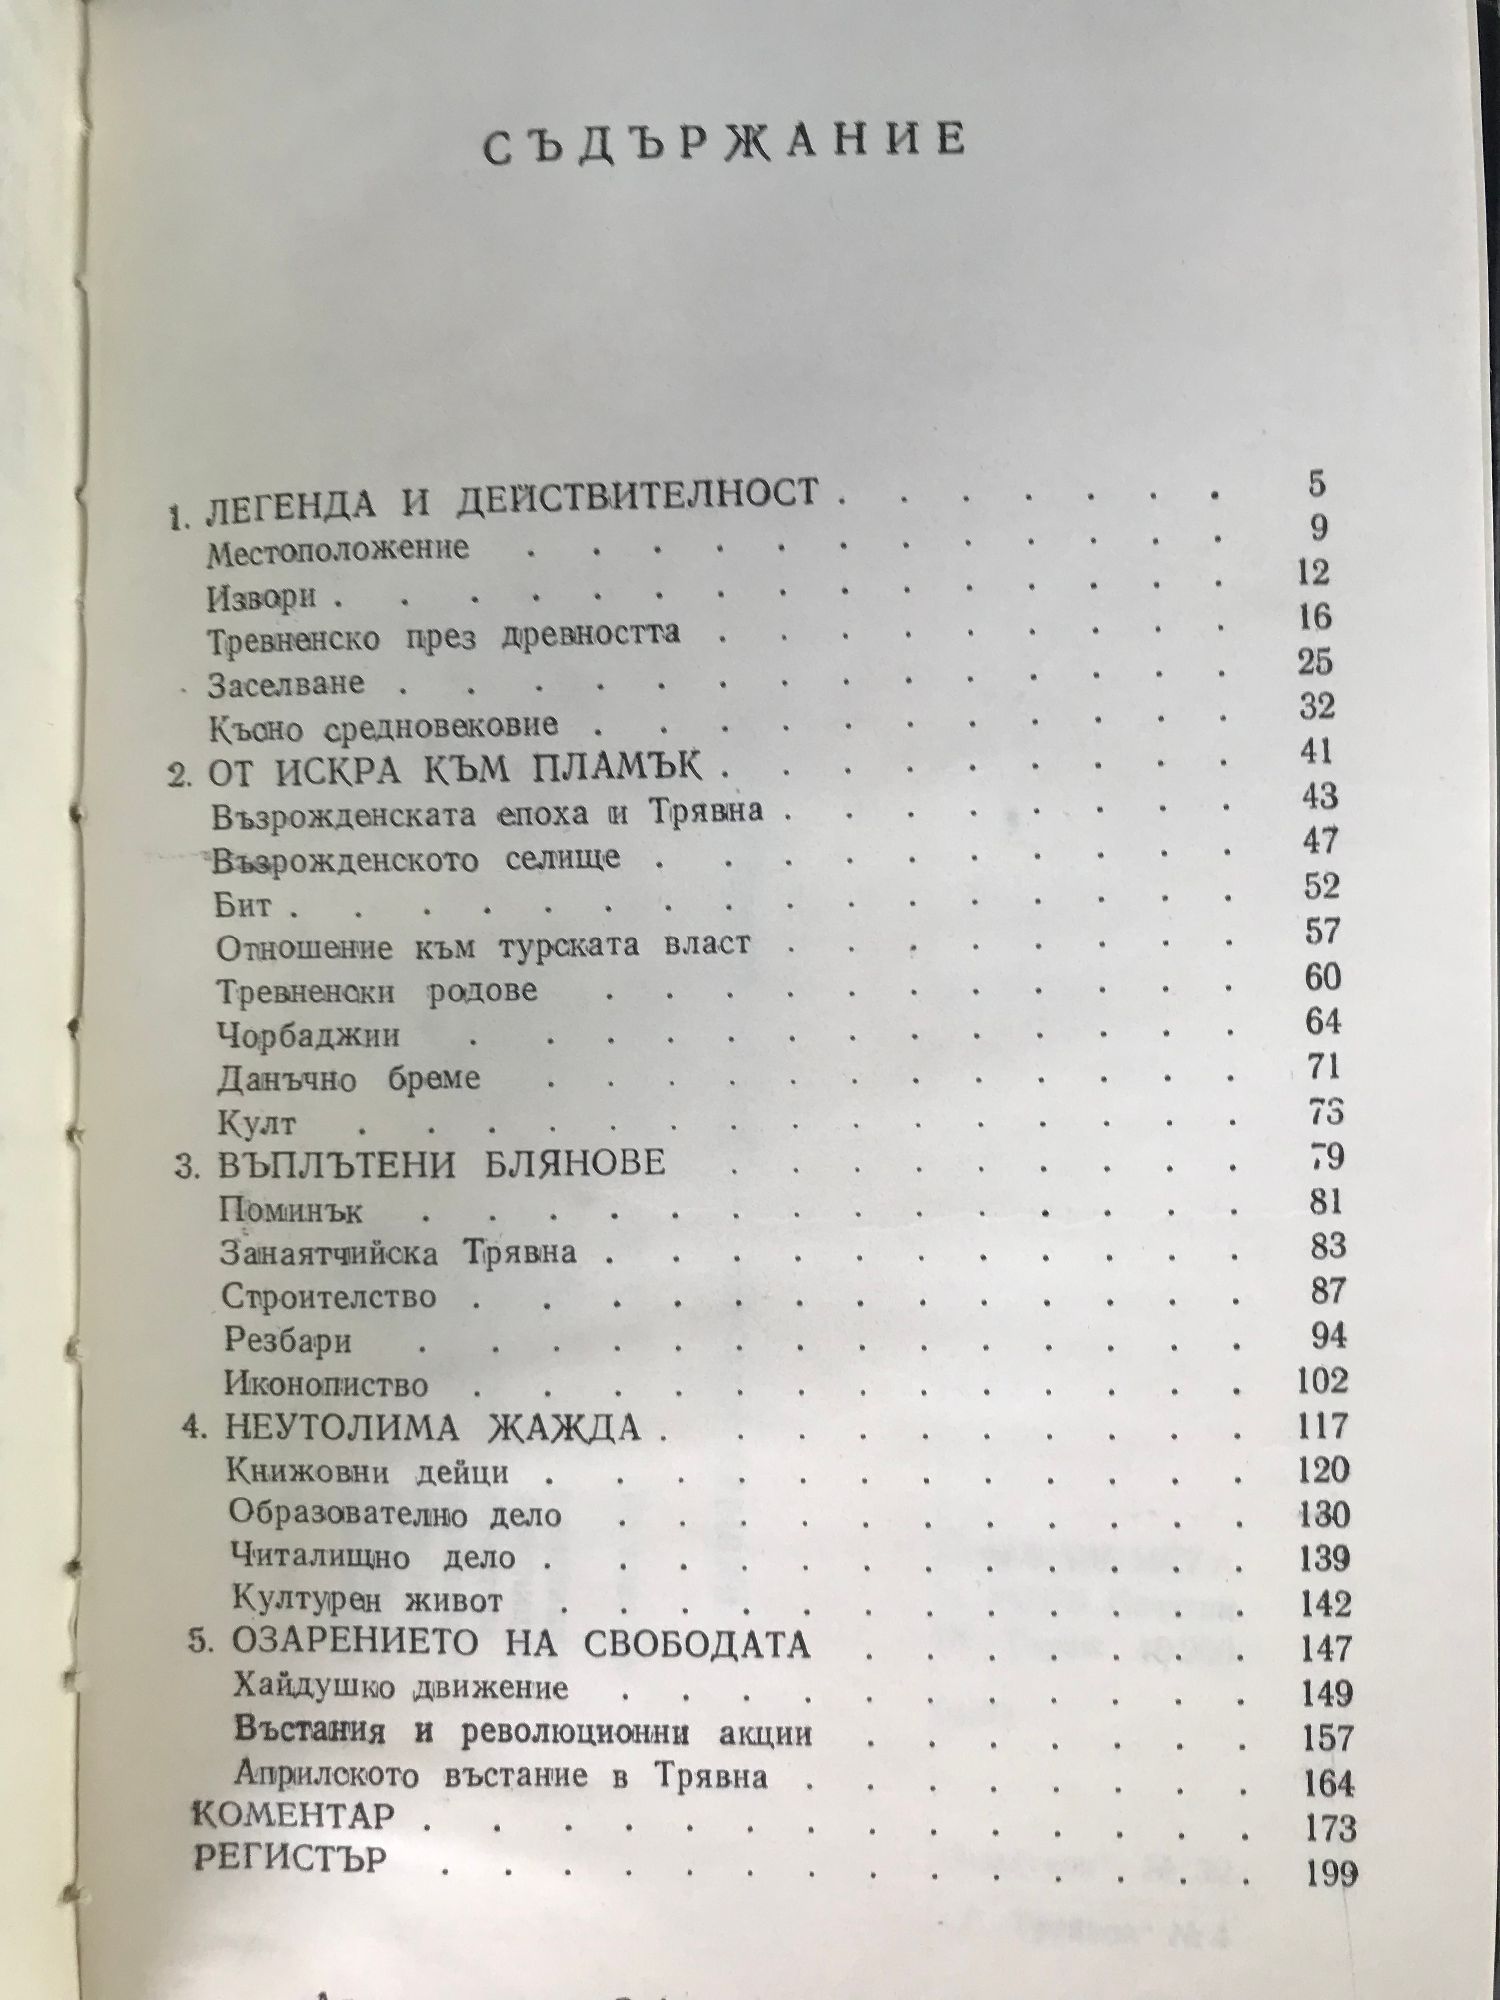 СЪДЪРЖАНИЕ
1. ЛЕГЕНДА И ДЕЙСТВИТЕЛНОСТ . . . . . . . 5
Местоположение . . . . . . . . . . . . 9
Извори . . . . . . . . . . . . . . . 12
Тревненско през древността . . . . . . . . . 16
Заселване . . . . . . . . . . . . . . 25
Късно средновековие . . . . . . . . . . . 32
2. ОТ ИСКРА КЪМ ПЛАМЪК . . . . . . . . . 41
Възрожденската епоха и Трявна . . . . . . . . 43
Възрожденското селище . . . . . . . . . . 47
Бит . . . . . . . . . . . . . . . . 52
Отношение към турската власт . . . . . . . . 57
Тревненски родове . . . . . . . . . . . 60
Чорбаджии . . . . . . . . . . . . . 64
Данъчно бреме . . . . . . . . . . . . 71
Култ . . . . . . . . . . . . . . . 73
3. ВЪПЛЪТЕНИ БЛЯНОВЕ . . . . . . . . . 79
Поминък . . . . . . . . . . . . . . 81
Занаятчийска Трявна . . . . . . . . . . . 83
Строителство . . . . . . . . . . . . . 87
Резбари . . . . . . . . . . . . . . 94
Иконопиство . . . . . . . . . . . . . 102
4. НЕУТОЛИМА ЖАЖДА . . . . . . . . . . 117
Книжовни дейци . . . . . . . . . . . . 120
Образователно дело . . . . . . . . . . . 130
Читалищно дело . . . . . . . . . . . . 139
Културен живот . . . . . . . . . . . . 142
5. ОЗАРЕНИЕТО НА СВОБОДАТА . . . . . . . 147
Хайдушко движение . . . . . . . . . . . 149
Въстания и революционни акции . . . . . . . 157
Априлското въстание в Трявна . . . . . . . . 164
КОМЕНТАР . . . . . . . . . . . . . . 173
РЕГИСТЪР . . . . . . . . . . . . . . 199